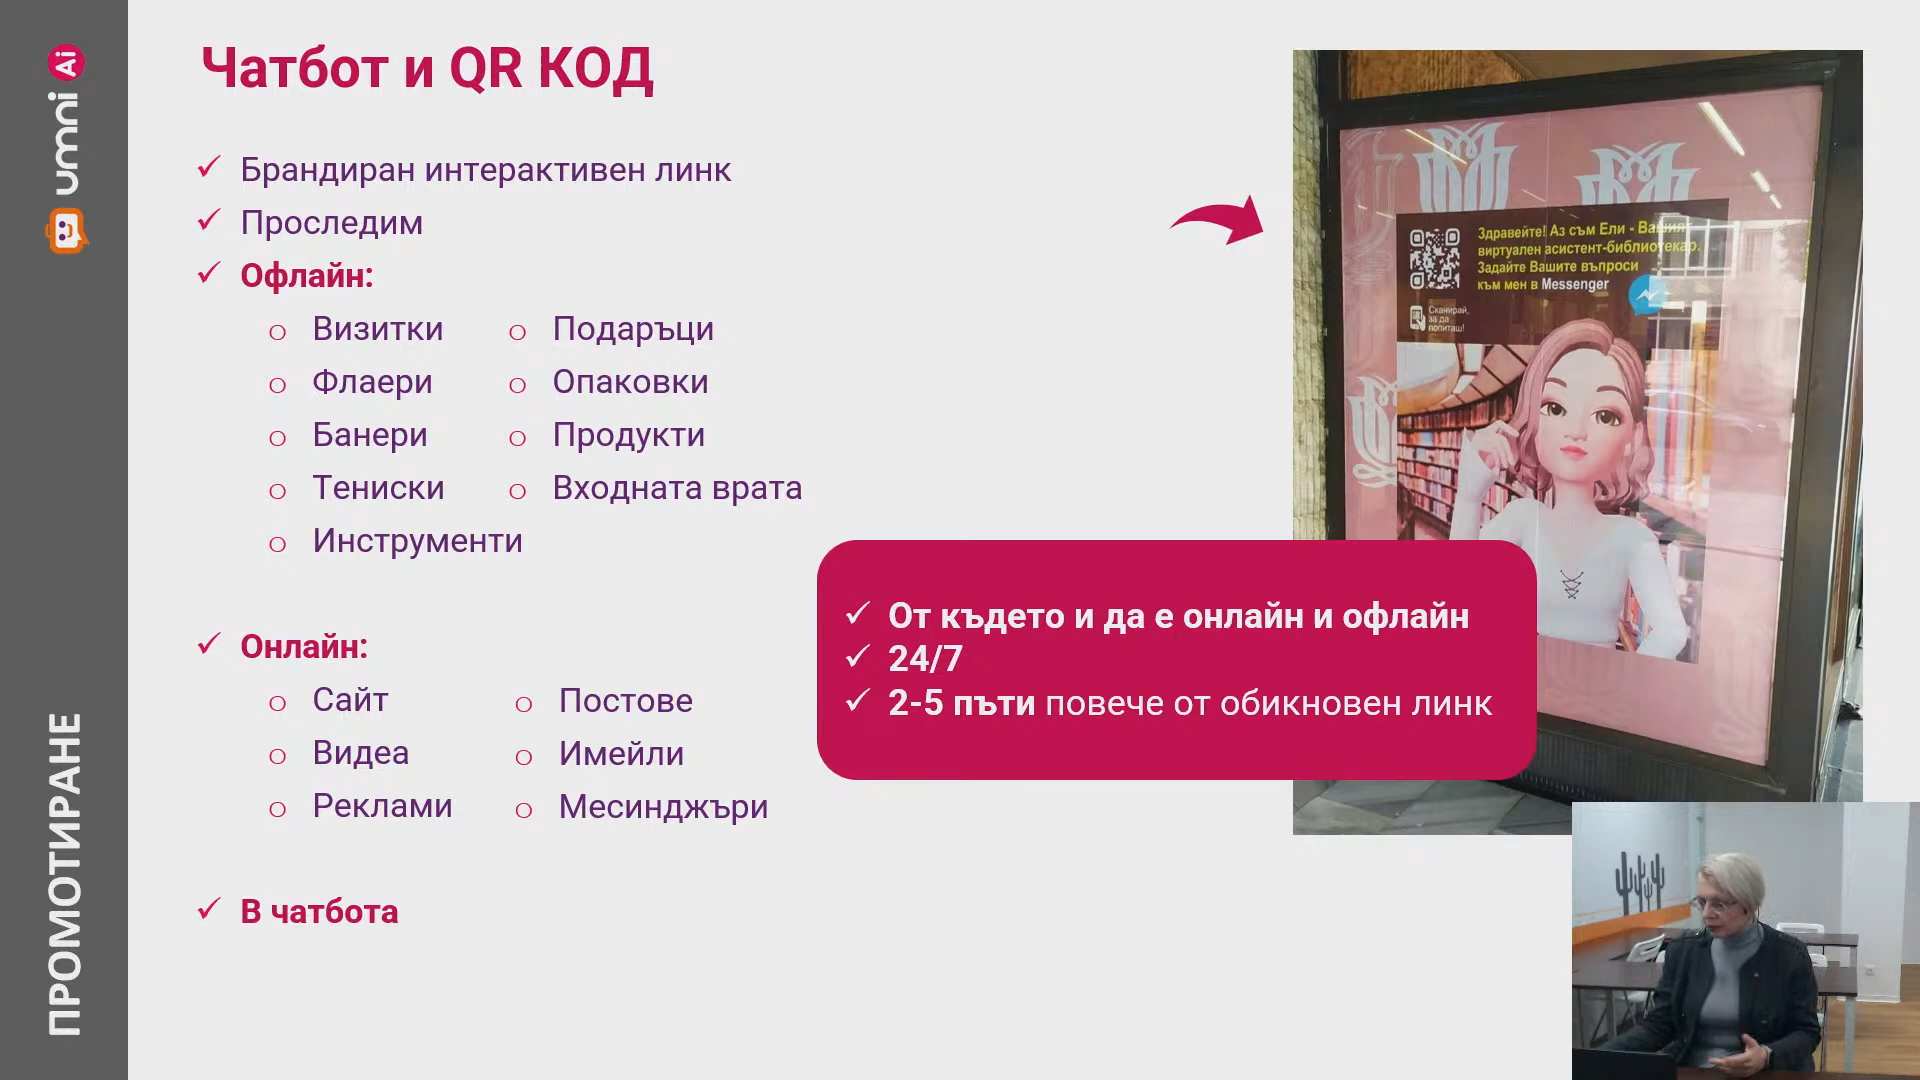 umni Ai
ПРОМОТИРАНЕ
Чатбот и QR КОД
Брандиран интерактивен линк
Проследим
Офлайн:
Визитки
Флаери
Банери
Тениски
Инструменти
Подаръци
Опаковки
Продукти
Входната врата
Онлайн:
Сайт
Видеа
Реклами
Постове
Имейли
Месинджъри
В чатбота
Здравейте! Аз съм Ели - Вашият
виртуален асистент-библиотекар.
Задайте Вашите въпроси
към мен в Messenger
Сканирай,
за да
попиташ!
От където и да е онлайн и офлайн
24/7
2-5 пъти повече от обикновен линк